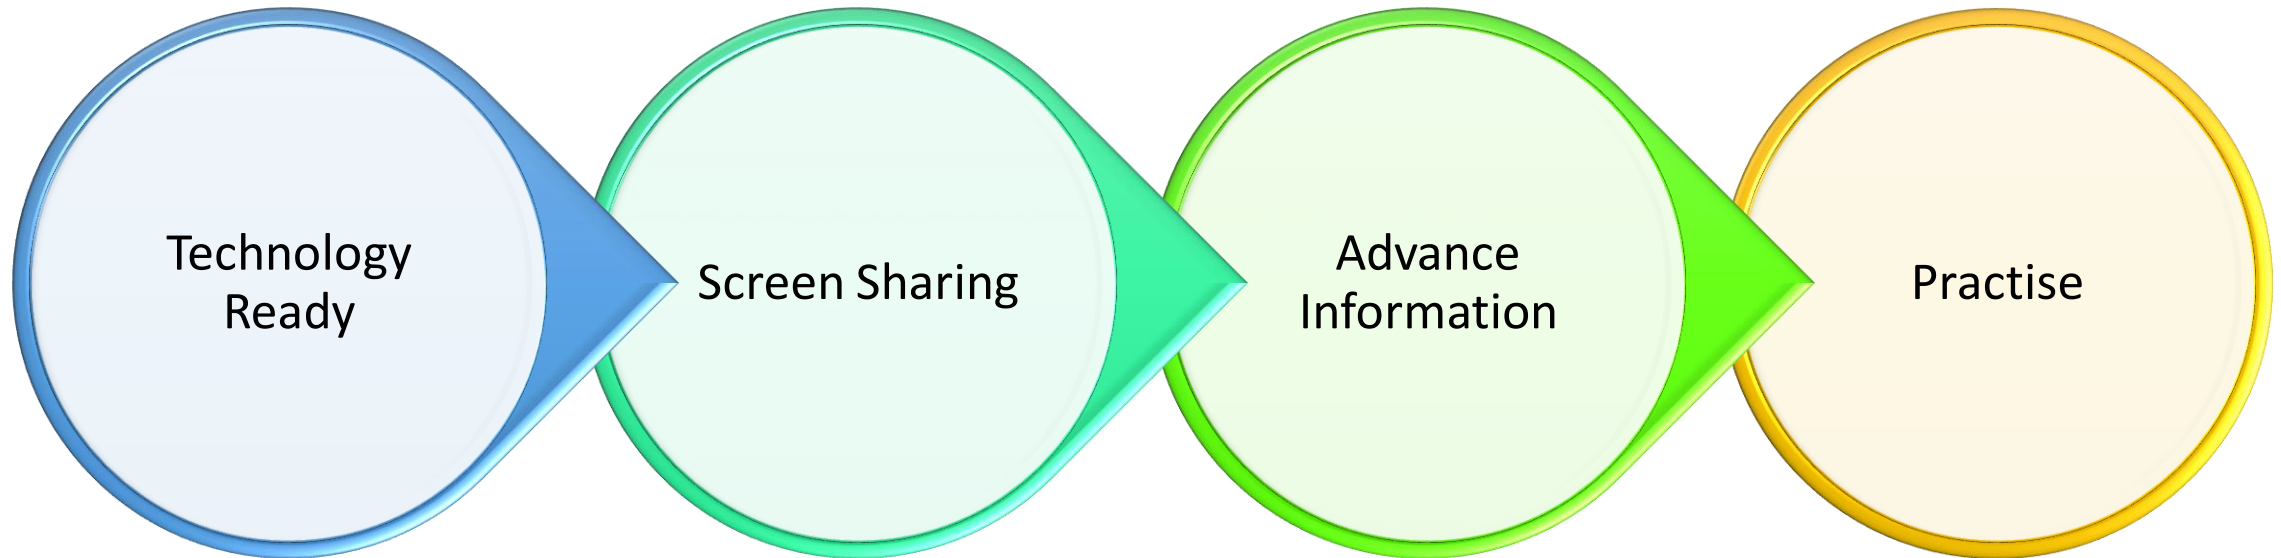 Technology
Ready
Screen Sharing
Advance
Information
Practise